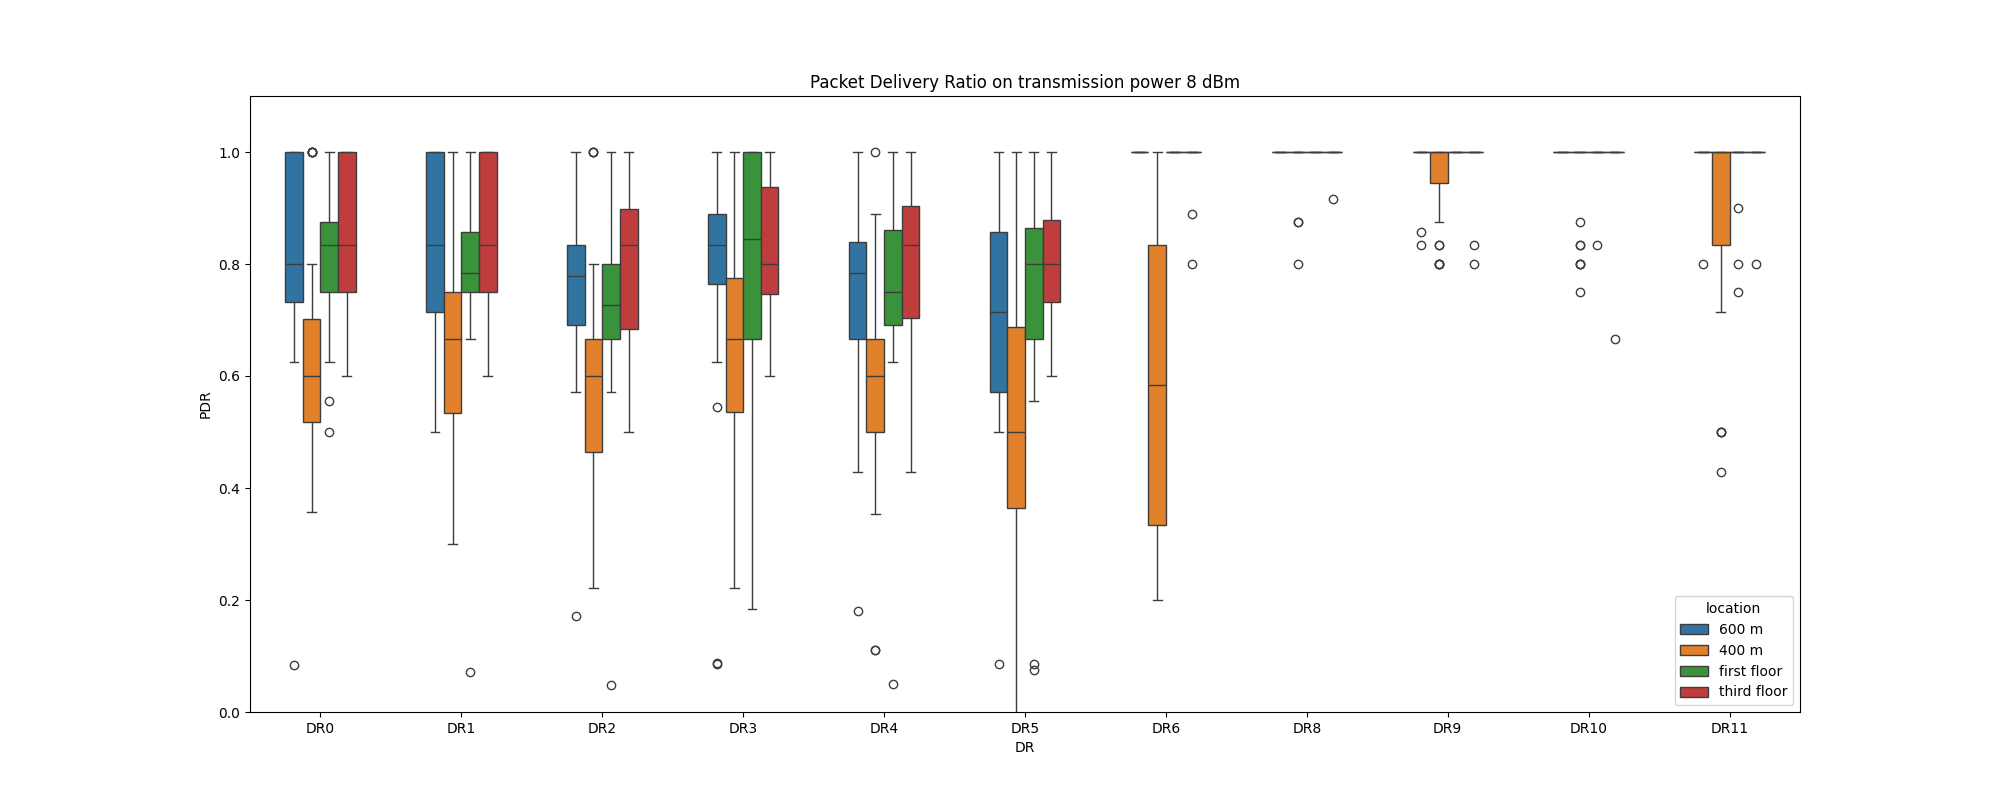 Packet Delivery Ratio on transmission power 8 dBm
1.0
0.8
0.6
0.4
0.2
0.0
PDR
DR0 DR1 DR2 DR3 DR4 DR5 DR6 DR8 DR9 DR10 DR11
DR
location
600 m
400 m
first floor
third floor